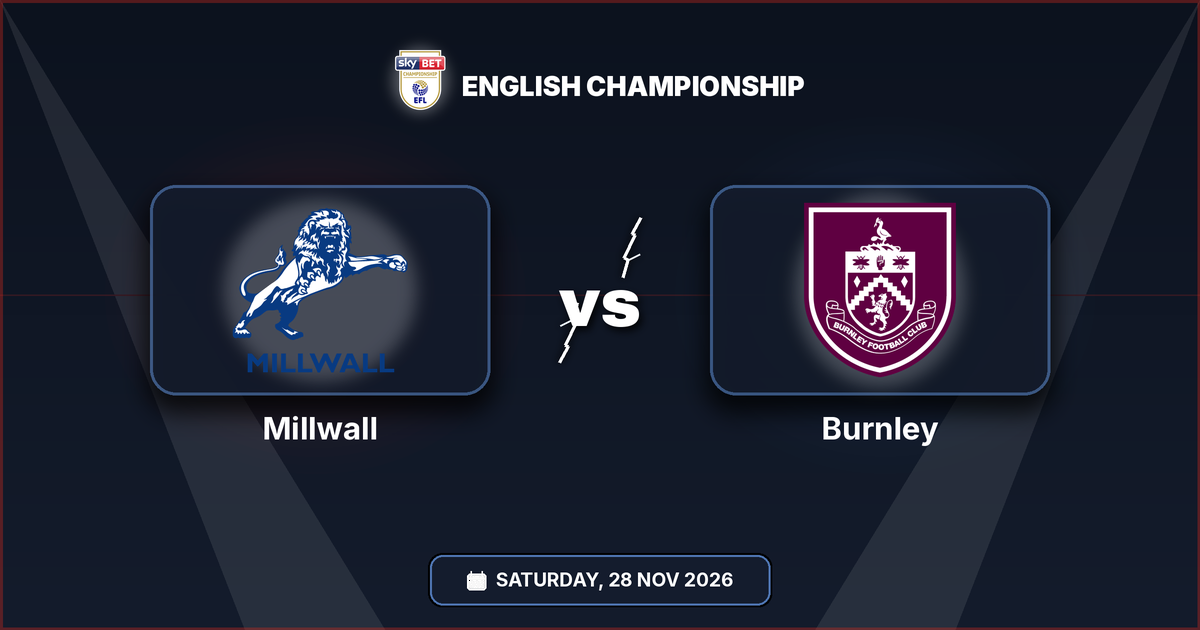 sky BET
CHAMPIONSHIP
EFL
ENGLISH CHAMPIONSHIP
MILLWALL
vs
BURNLEY FOOTBALL CLUB
Millwall
Burnley
SATURDAY, 28 NOV 2026